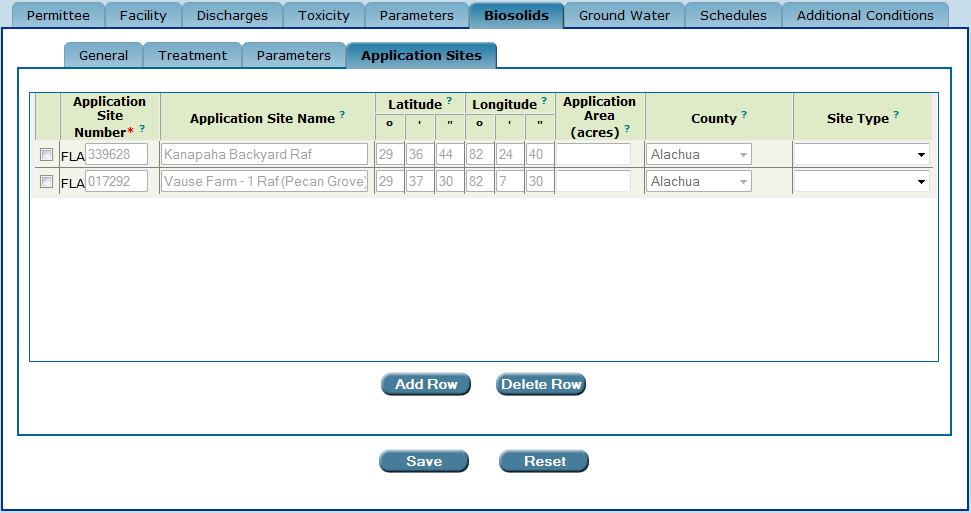 Permittee Facility Discharges Toxicity Parameters Biosolids Ground Water Schedules Additional Conditions
General Treatment Parameters Application Sites
Application Site Number* ? Application Site Name ? Latitude ? Longitude ? Application Area (acres) ? County ? Site Type ?
o ' " o ' "
FLA 339628 Kanapaha Backyard Raf 29 36 44 82 24 40 Alachua
FLA 017292 Vause Farm - 1 Raf (Pecan Grove) 29 37 30 82 7 30 Alachua
Add Row Delete Row
Save Reset